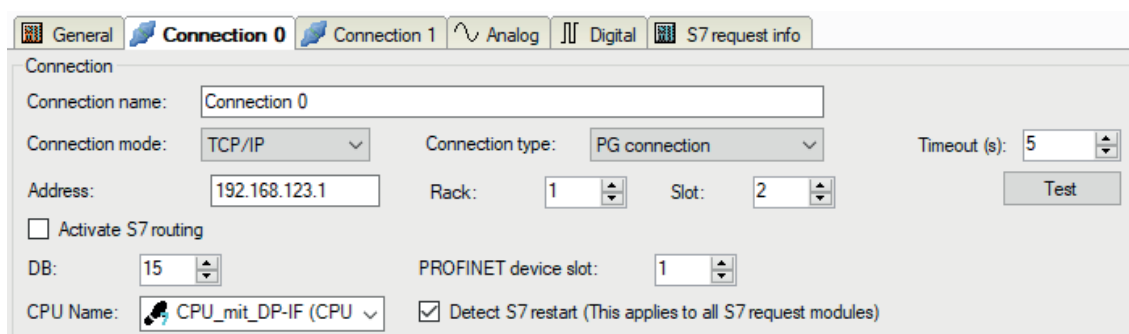 General Connection 0 Connection 1 Analog Digital S7 request info
Connection
Connection name: Connection 0
Connection mode: TCP/IP Connection type: PG connection Timeout (s): 5
Address: 192.168.123.1 Rack: 1 Slot: 2 Test
Activate S7 routing
DB: 15 PROFINET device slot: 1
CPU Name: CPU_mit_DP-IF (CPU Detect S7 restart (This applies to all S7 request modules)